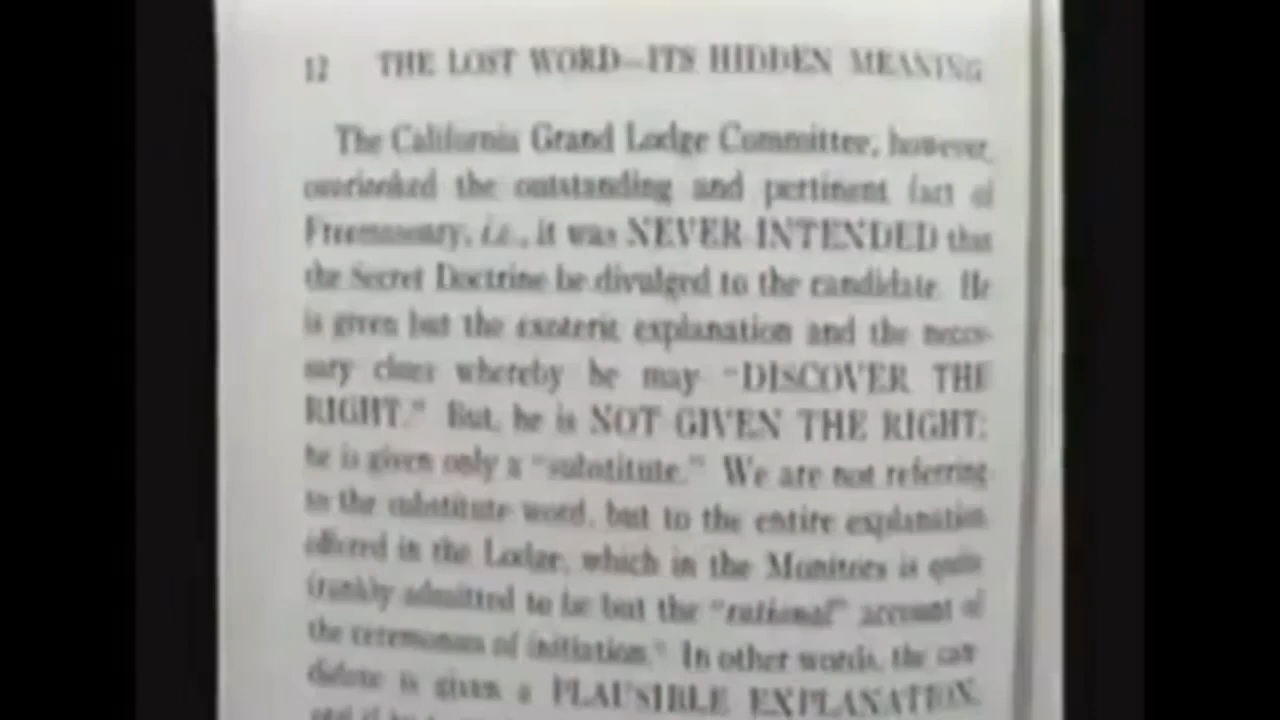 12 THE LOST WORD—ITS HIDDEN MEANING
The California Grand Lodge Committee, however,
overlooked the outstanding and pertinent fact of
Freemasonry, i.e., it was NEVER INTENDED that
the Secret Doctrine be divulged to the candidate. He
is given but the exoteric explanation and the neces-
sary clues whereby he may "DISCOVER THE
RIGHT." But, he is NOT GIVEN THE RIGHT;
he is given only a "substitute." We are not referring
to the substitute word, but to the entire explanation
offered in the Lodge, which in the Monitories is quite
frankly admitted to be but the "rational" account of
the ceremonies of initiation." In other words, the can-
didate is given a PLAUSIBLE EXPLANATION,